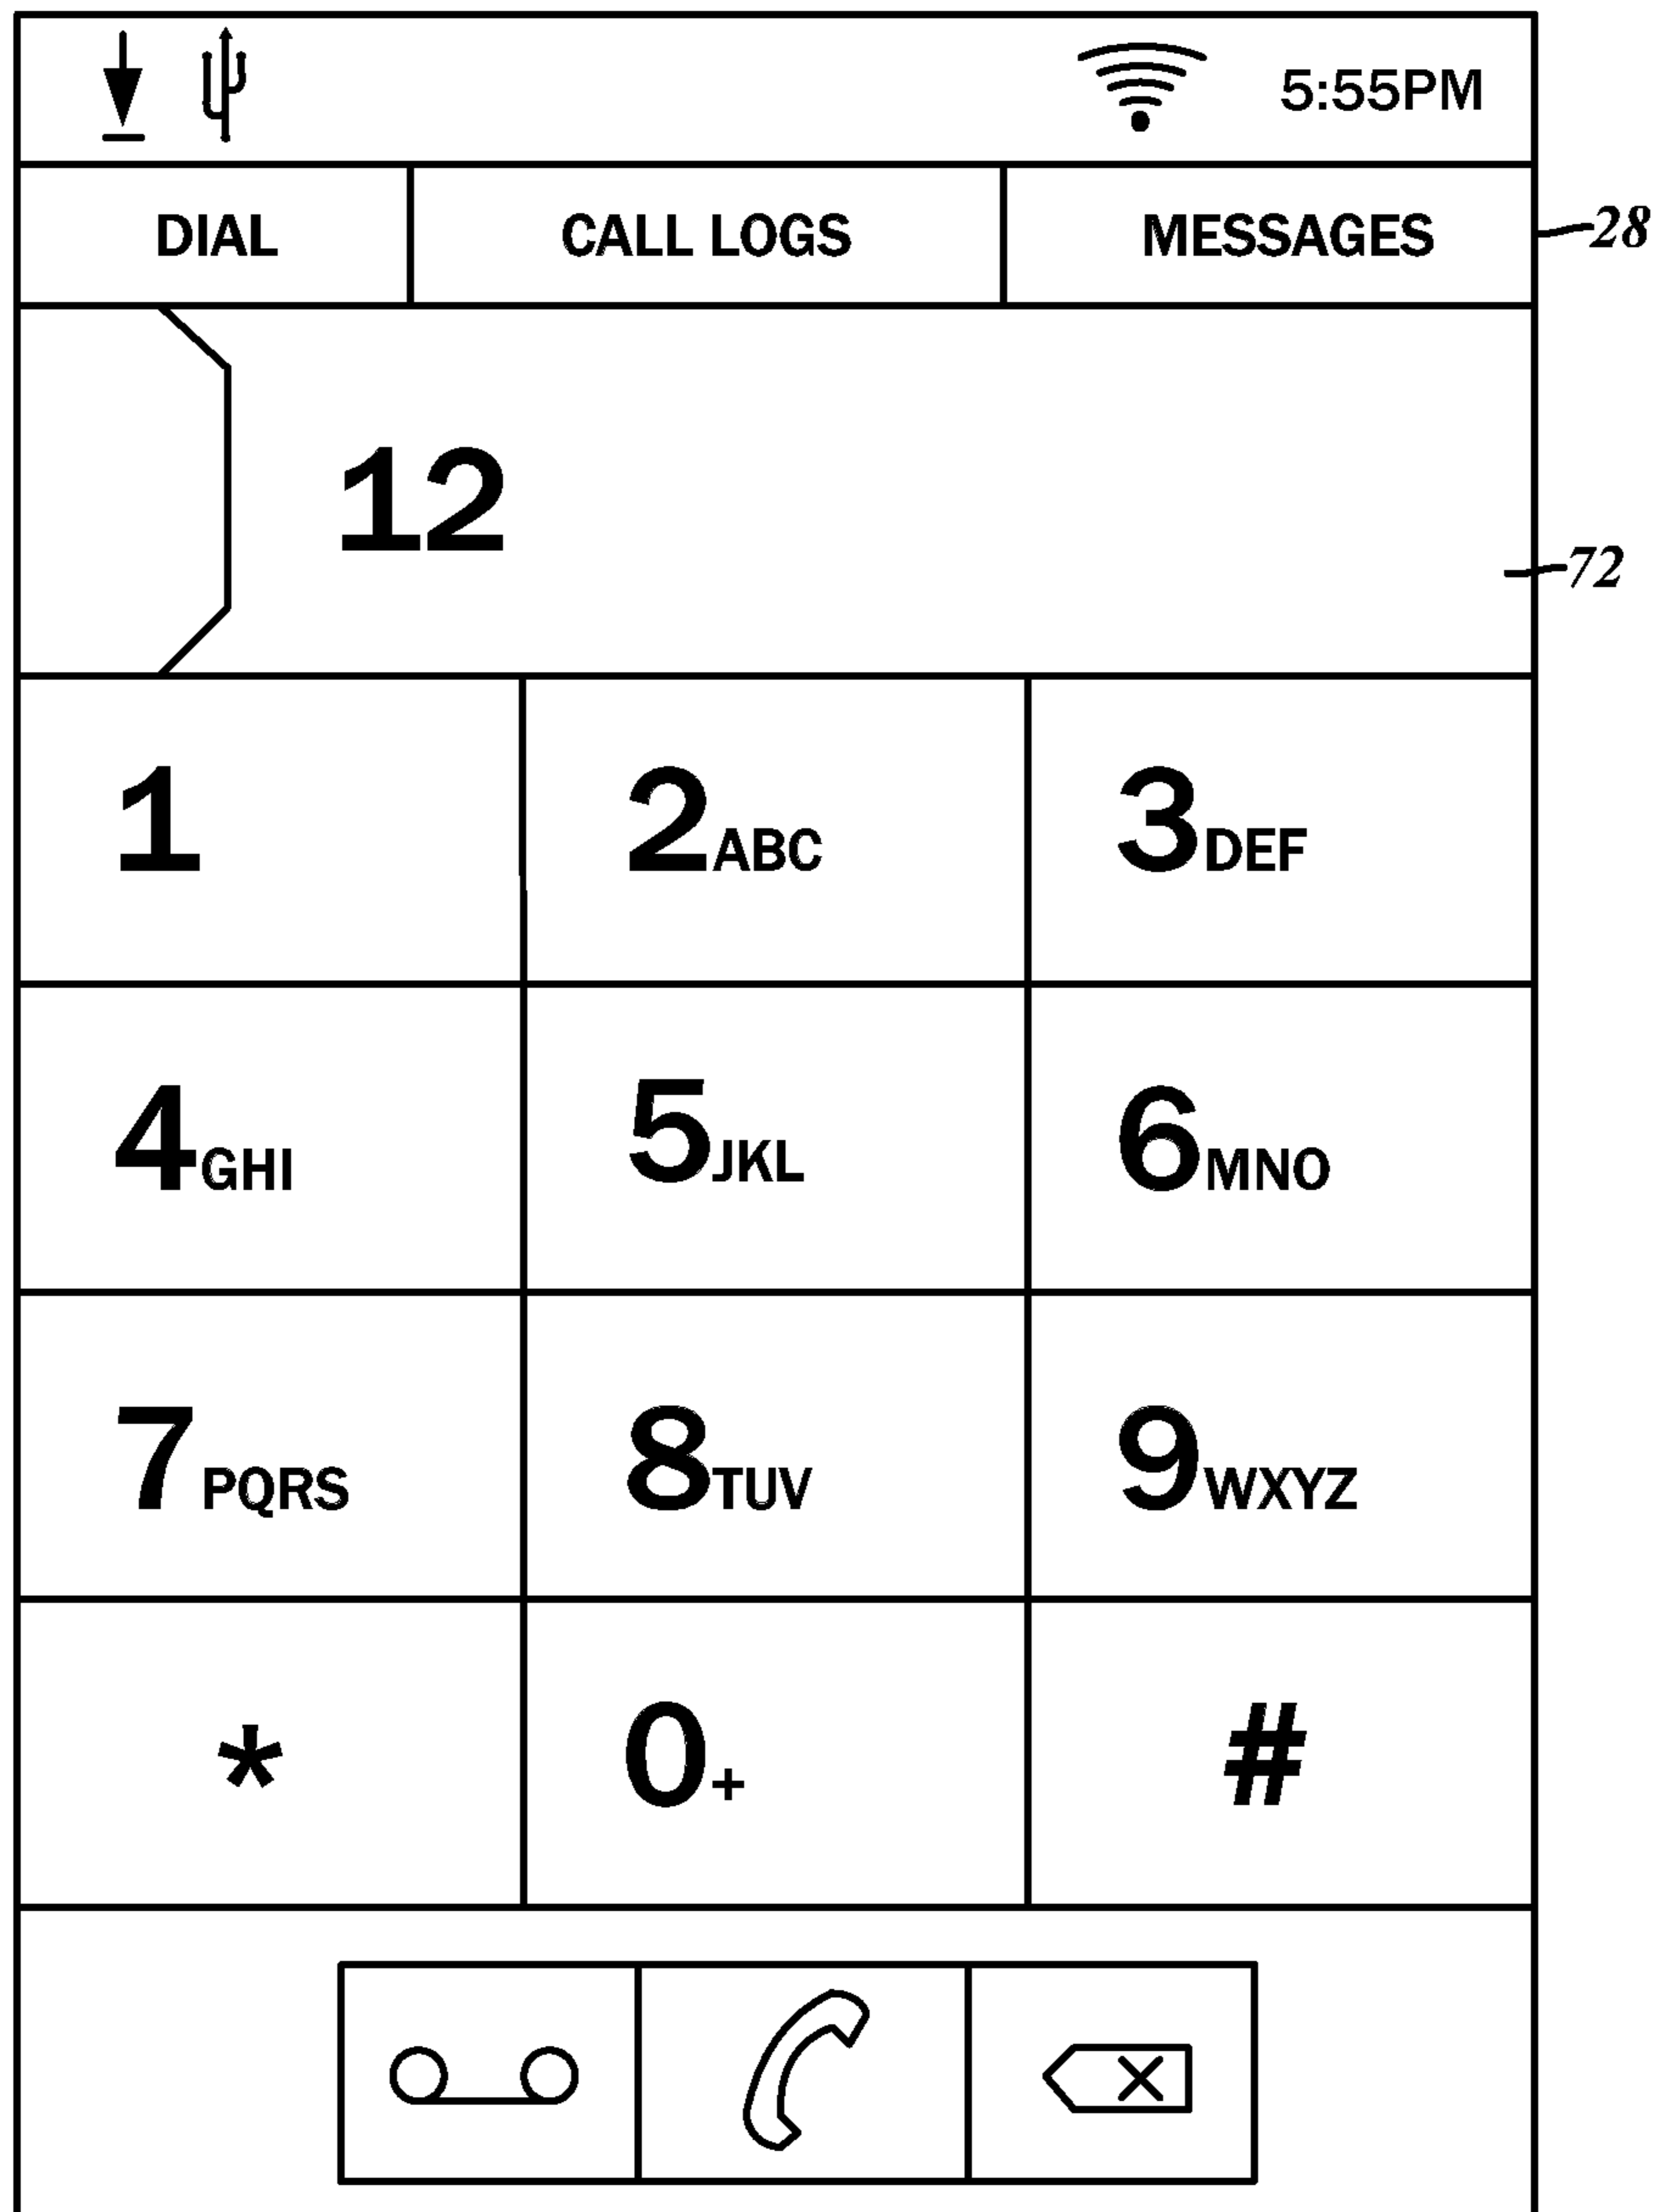 5:55PM
DIAL CALL LOGS MESSAGES 28
12
72
1 2ABC 3DEF
4GHI 5JKL 6MNO
7PQRS 8TUV 9WXYZ
* 0+ #